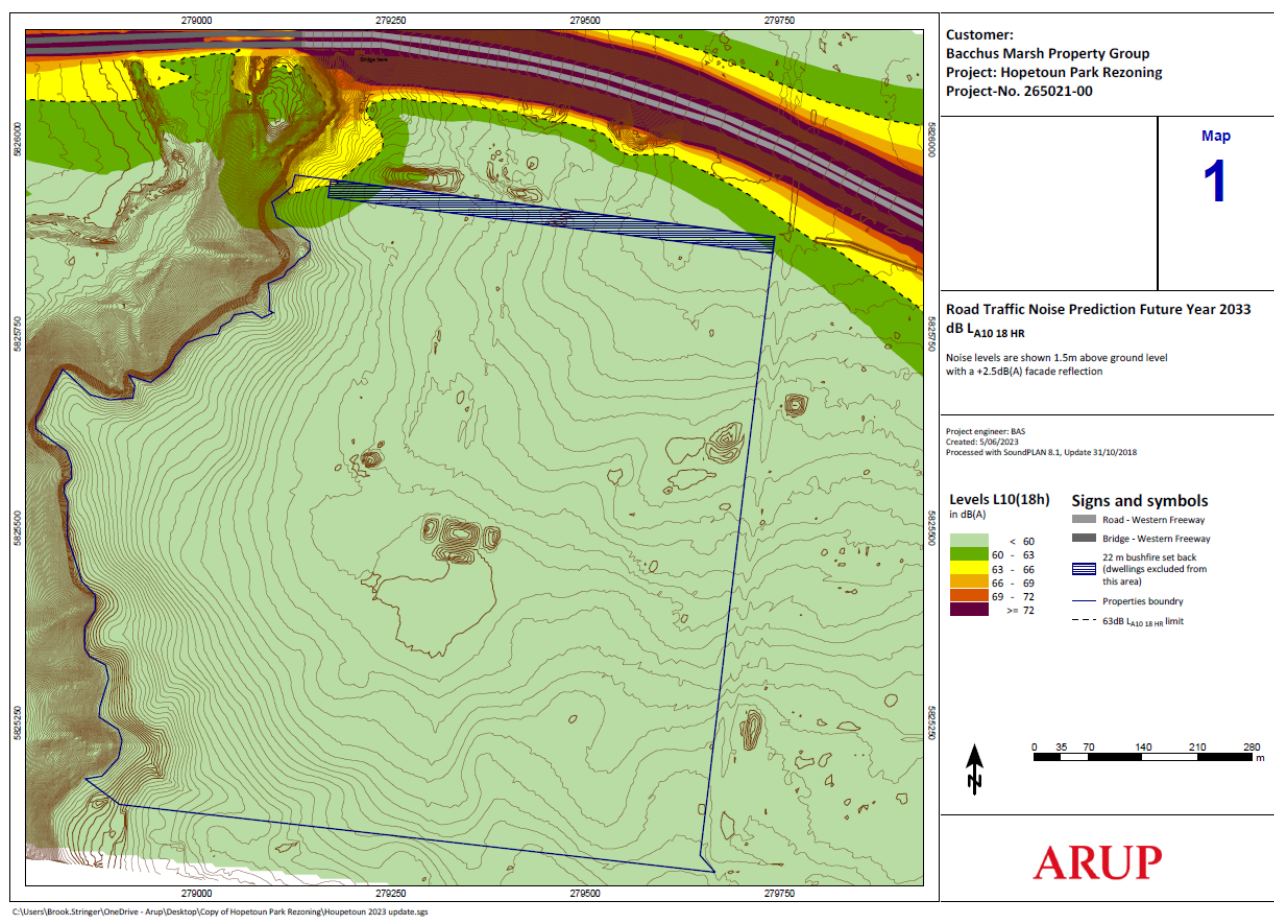 279000 279250 279500 279750
5826000
5825750
5825500
5825250
5826000
5825750
5825500
5825250
279000 279250 279500 279750
Customer:
Bacchus Marsh Property Group
Project: Hopetoun Park Rezoning
Project-No. 265021-00
Map
1
Road Traffic Noise Prediction Future Year 2033
dB LA10 18 HR
Noise levels are shown 1.5m above ground level
with a +2.5dB(A) facade reflection
Project engineer: BAS
Created: 5/06/2023
Processed with SoundPLAN 8.1, Update 31/10/2018
Levels L10(18h)
in dB(A)
< 60
60 - 63
63 - 66
66 - 69
69 - 72
>= 72
Signs and symbols
Road - Western Freeway
Bridge - Western Freeway
22 m bushfire set back
(dwellings excluded from
this area)
Properties boundry
63dB LA10 18 HR limit
N
0 35 70 140 210 280
m
ARUP
C:\Users\Brook.Stringer\OneDrive - Arup\Desktop\Copy of Hopetoun Park Rezoning\Houpetoun 2023 update.sgs